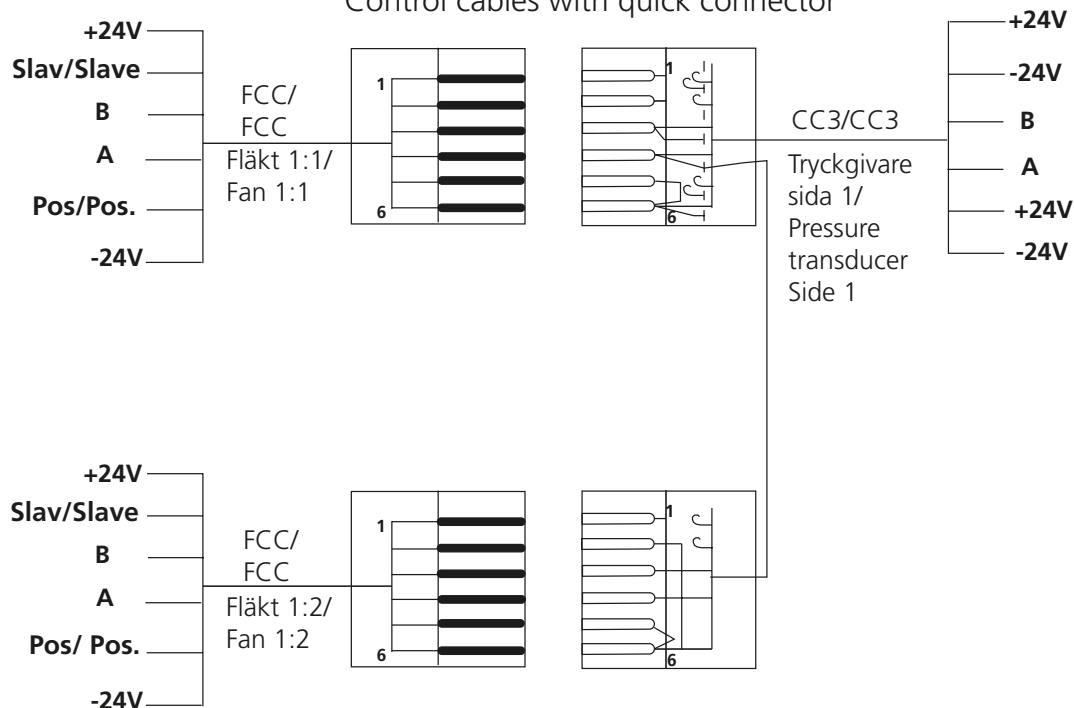 Control cables with quick connector
+24V
Slav/Slave
B
A
Pos/Pos.
-24V
FCC/
FCC
Fläkt 1:1/
Fan 1:1
1
6
1
6
CC3/CC3
Tryckgivare
sida 1/
Pressure
transducer
Side 1
+24V
-24V
B
A
+24V
-24V
+24V
Slav/Slave
B
A
Pos/ Pos.
-24V
FCC/
FCC
Fläkt 1:2/
Fan 1:2
1
6
1
6